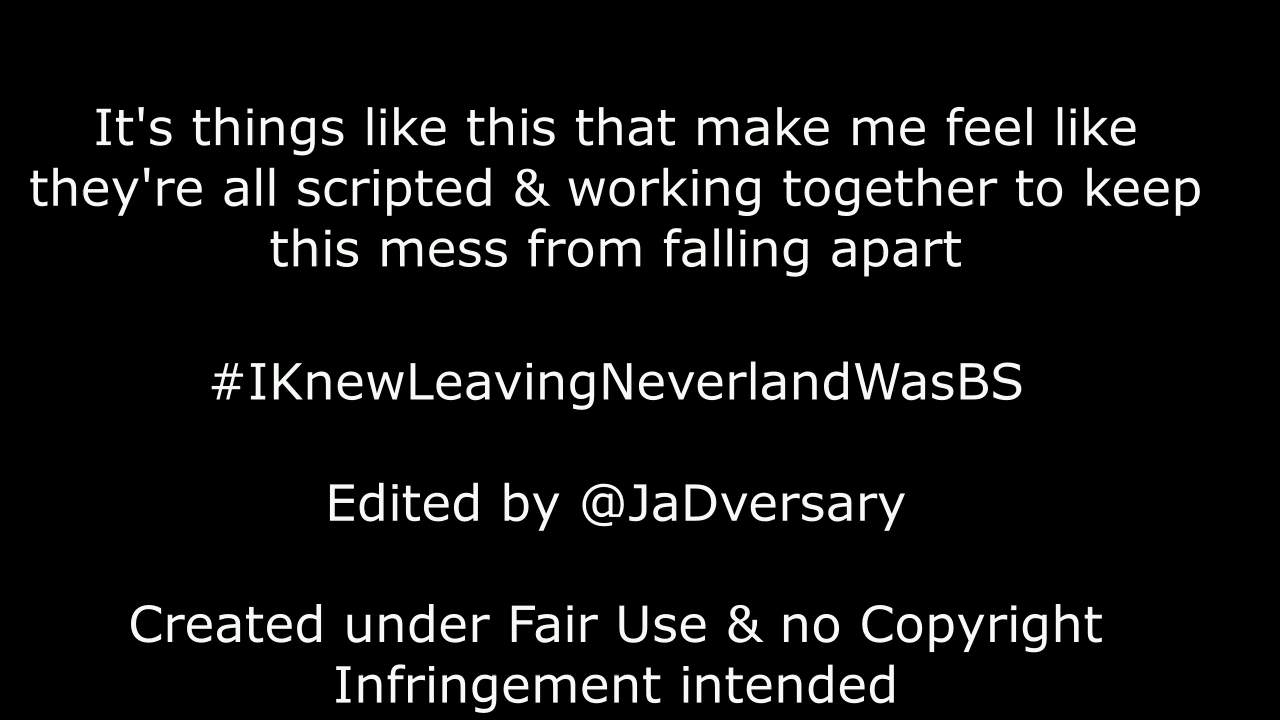 It's things like this that make me feel like
they're all scripted & working together to keep
this mess from falling apart
#IKnewLeavingNeverlandWasBS
Edited by @JaDversary
Created under Fair Use & no Copyright
Infringement intended